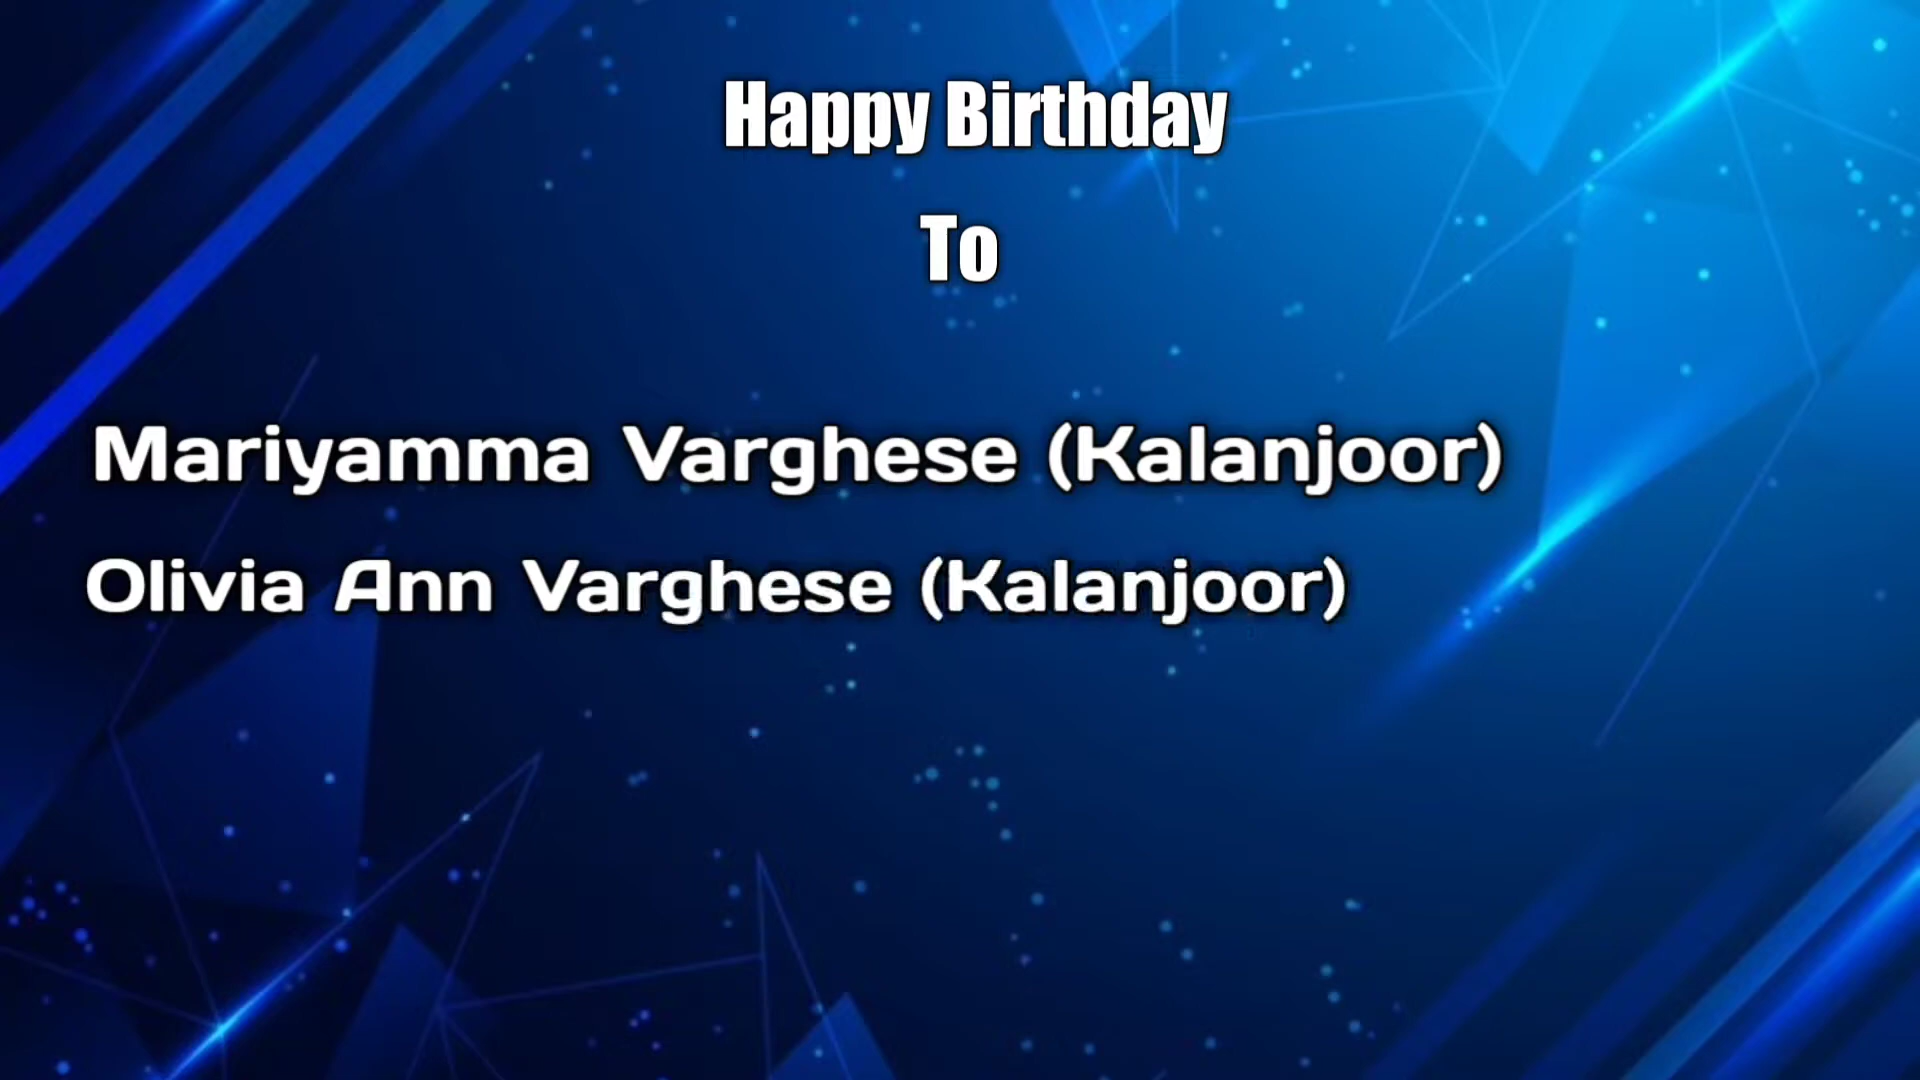 Happy Birthday
To
Mariyamma Varghese (Kalanjoor)
Olivia Ann Varghese (Kalanjoor)